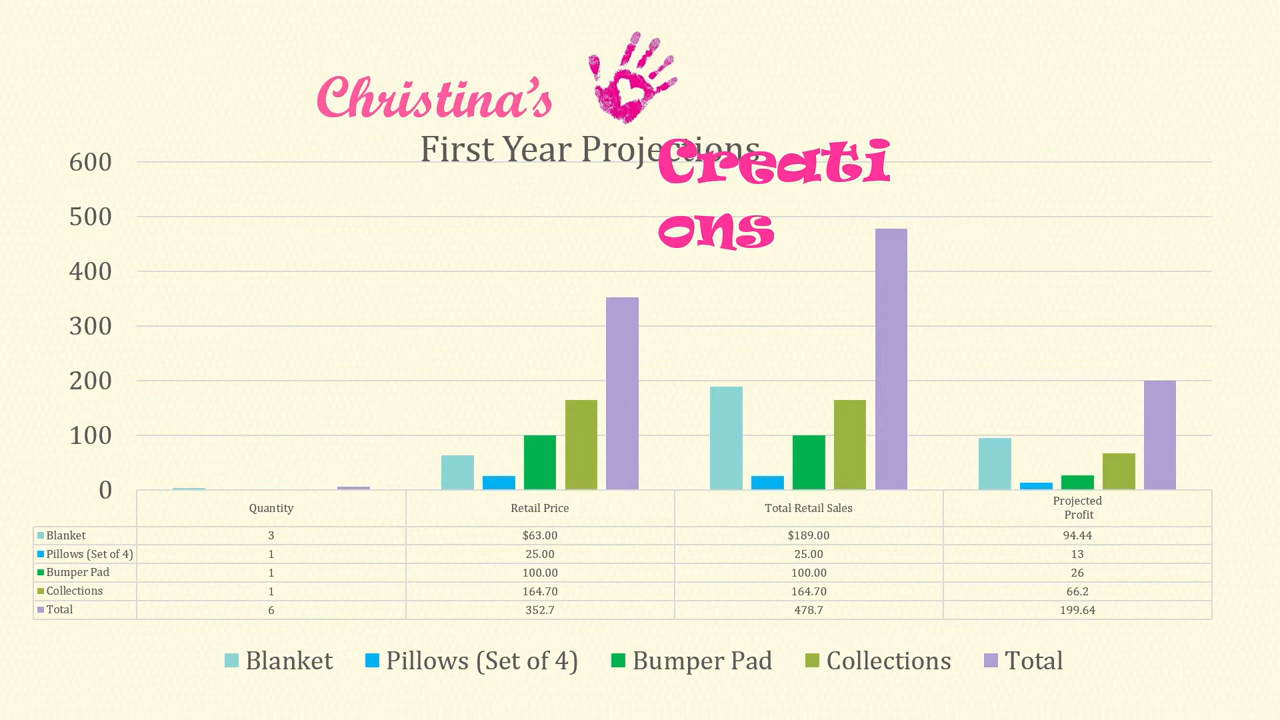 Christina's
First Year Projections
Creati
ons
600
500
400
300
200
100
0
Quantity Retail Price Total Retail Sales Projected
Profit
Blanket 3 $63.00 $189.00 94.44
Pillows (Set of 4) 1 25.00 25.00 13
Bumper Pad 1 100.00 100.00 26
Collections 1 164.70 164.70 66.2
Total 6 352.7 478.7 199.64
Blanket Pillows (Set of 4) Bumper Pad Collections Total